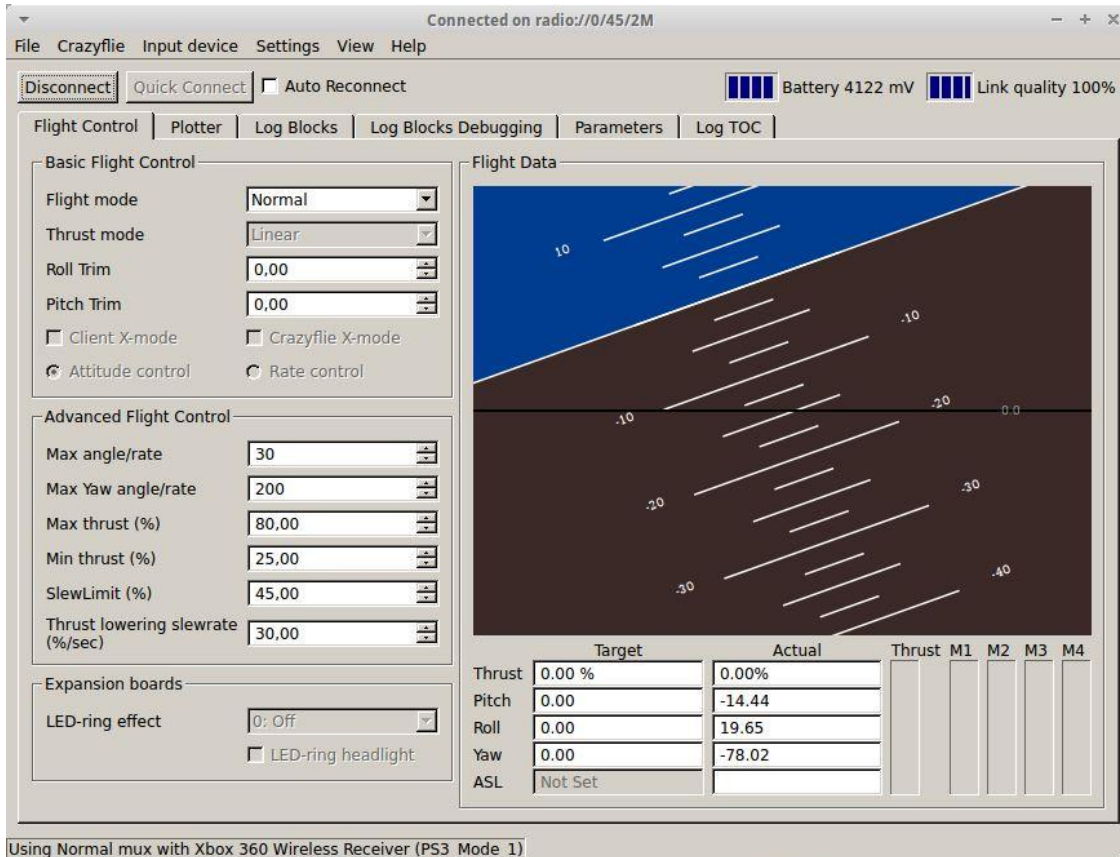 Connected on radio://0/45/2M
File Crazyflie Input device Settings View Help
Disconnect Quick Connect Auto Reconnect Battery 4122 mV Link quality 100%
Flight Control Plotter Log Blocks Log Blocks Debugging Parameters Log TOC
Basic Flight Control
Flight mode Normal
Thrust mode Linear
Roll Trim 0,00
Pitch Trim 0,00
Client X-mode Crazyflie X-mode
Attitude control Rate control
Advanced Flight Control
Max angle/rate 30
Max Yaw angle/rate 200
Max thrust (%) 80,00
Min thrust (%) 25,00
SlewLimit (%) 45,00
Thrust lowering slewrate
(%/sec) 30,00
Expansion boards
LED-ring effect 0: Off
LED-ring headlight
Flight Data
10
-10
-10
-20
0.0
-20
-30
-30
-40
Target Actual Thrust M1 M2 M3 M4
Thrust 0.00 % 0.00%
Pitch 0.00 -14.44
Roll 0.00 19.65
Yaw 0.00 -78.02
ASL Not Set
Using Normal mux with Xbox 360 Wireless Receiver (PS3_Mode_1)